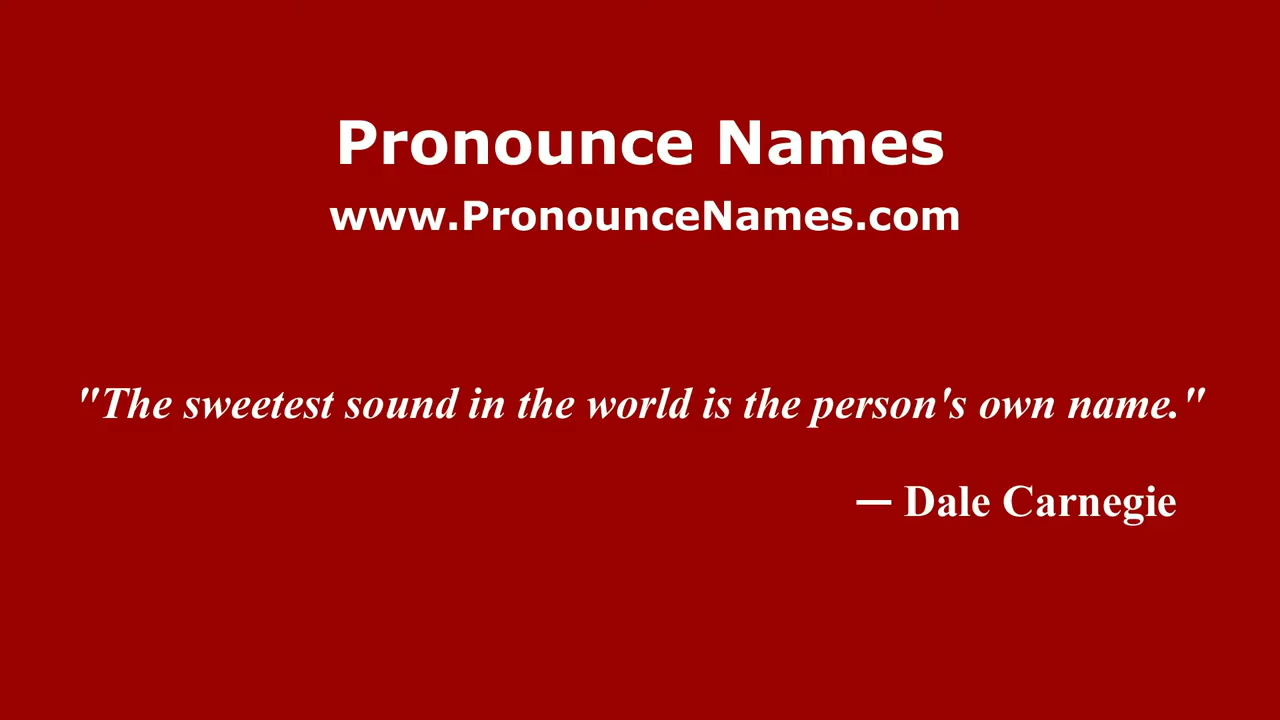 Pronounce Names
www.PronounceNames.com
"The sweetest sound in the world is the person's own name."
— Dale Carnegie